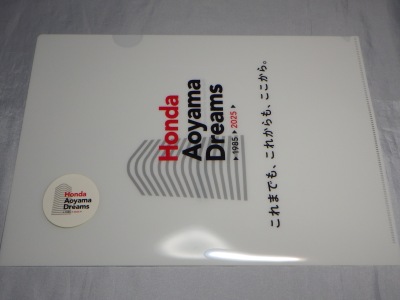 Honda
Aoyama
Dreams
▶1985▶2025▶
これまでも、これからも、ここから。
Honda
Aoyama
Dreams